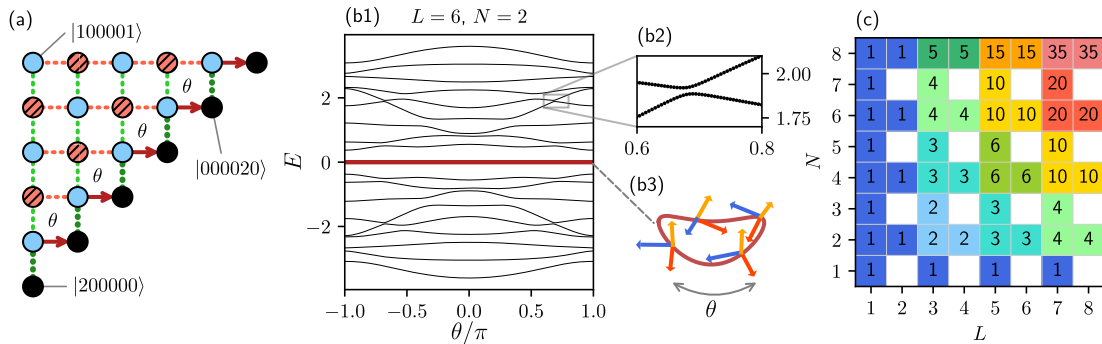 (a)
|100001⟩
θ
θ
θ
θ
|000020⟩
|200000⟩
(b1) L = 6, N = 2
E
2
0
−2
−1.0 −0.5 0.0 0.5 1.0
θ/π
(b2)
2.00
1.75
0.6 0.8
(b3)
θ
(c)
N
8 1 1 5 5 15 15 35 35
7 1 4 10 20
6 1 1 4 4 10 10 20 20
5 1 3 6 10
4 1 1 3 3 6 6 10 10
3 1 2 3 4
2 1 1 2 2 3 3 4 4
1 1 1 1 1
1 2 3 4 5 6 7 8
L